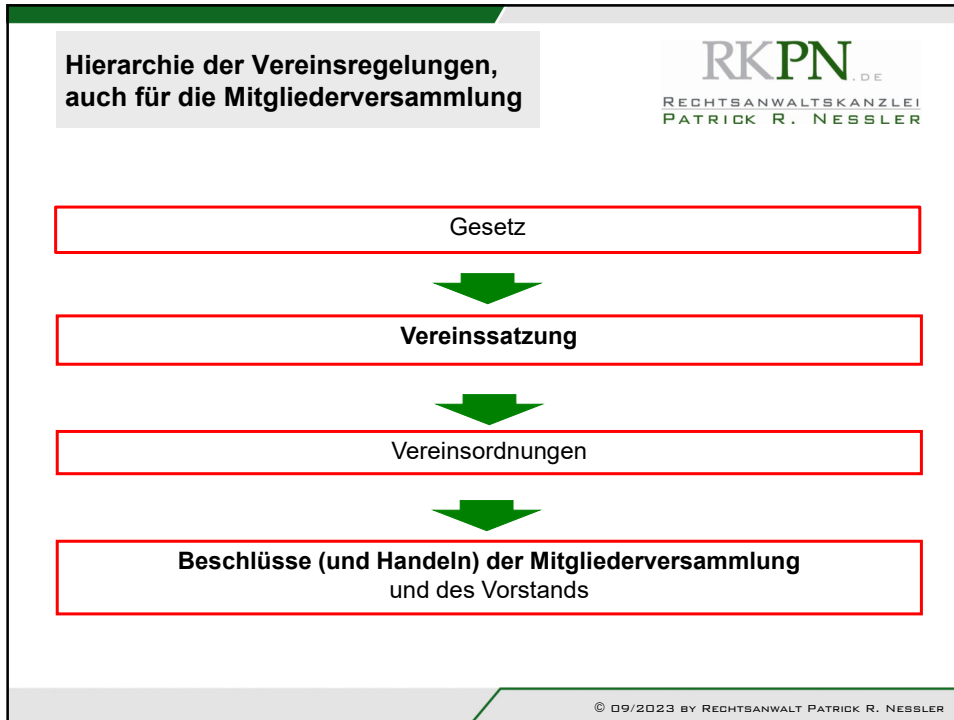 Hierarchie der Vereinsregelungen,
auch für die Mitgliederversammlung
RKPN.DE
RECHTSANWALTSKANZLEI
PATRICK R. NESSLER
Gesetz
Vereinssatzung
Vereinsordnungen
Beschlüsse (und Handeln) der Mitgliederversammlung
und des Vorstands
© 09/2023 BY RECHTSANWALT PATRICK R. NESSLER